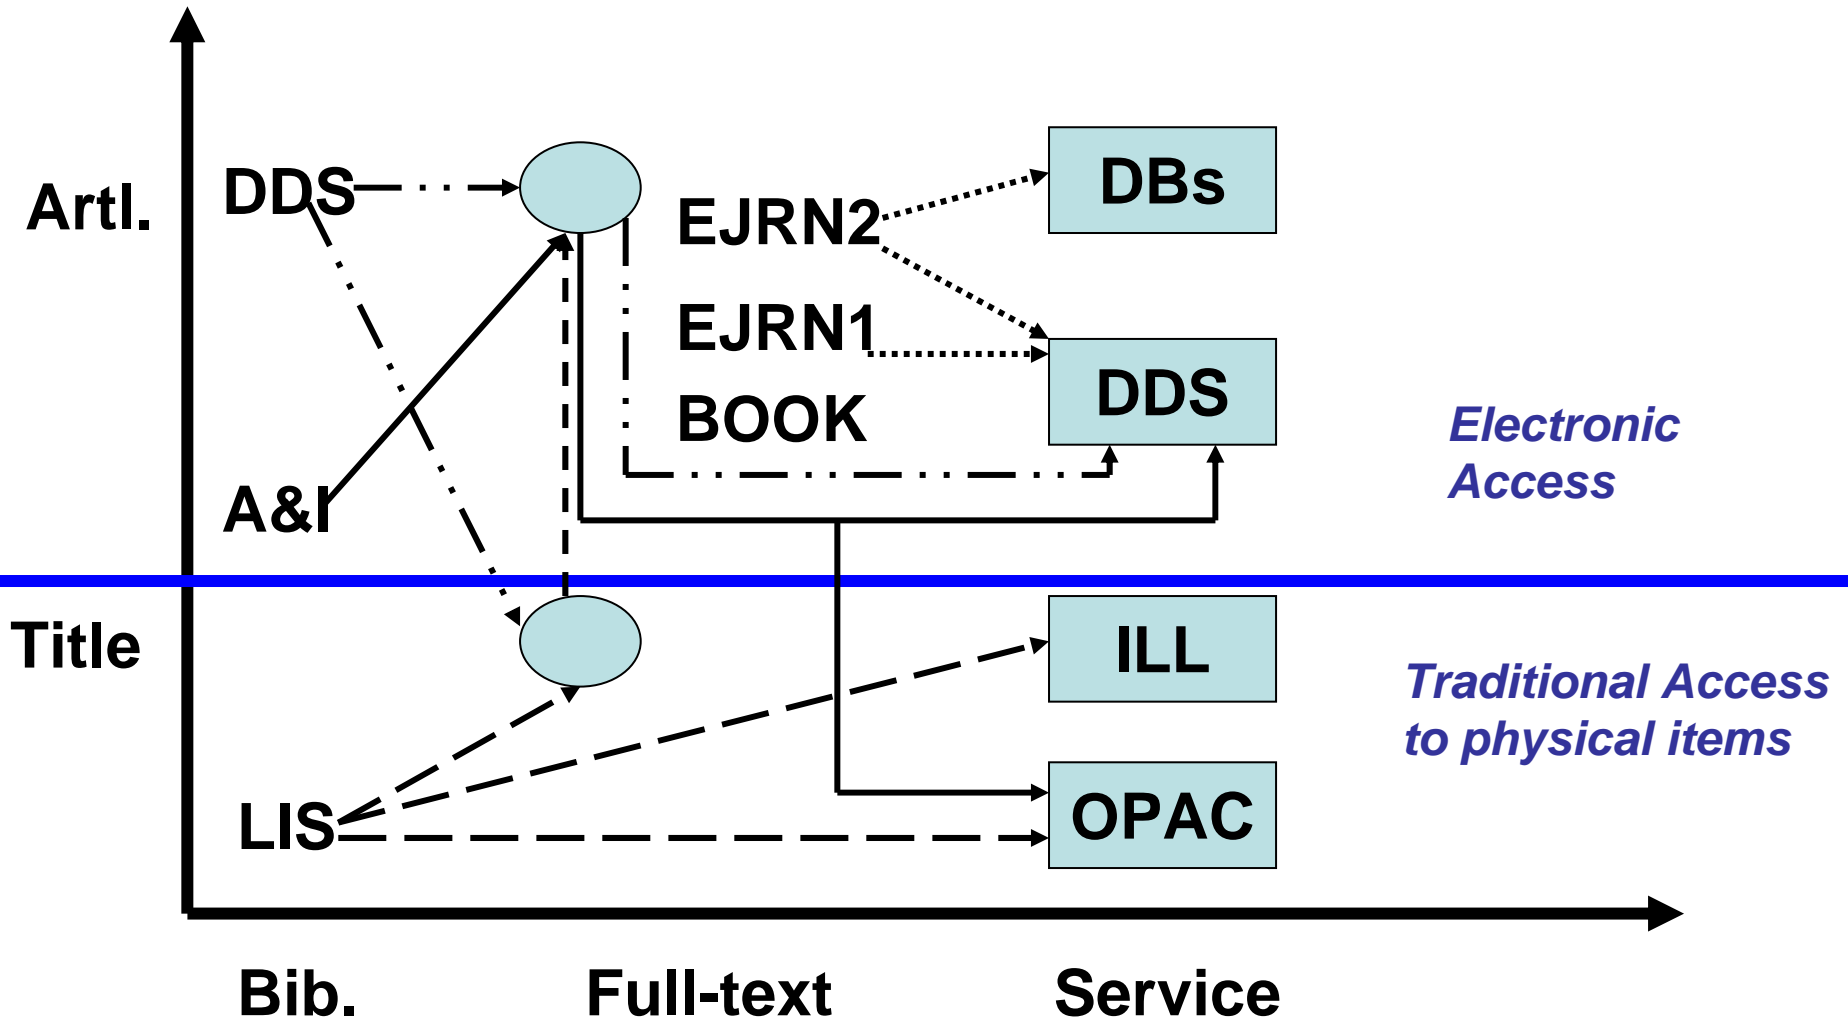 Artl.
DDS
EJRN2
DBs
EJRN1
DDS
BOOK
Electronic
Access
A&I
Title
ILL
Traditional Access
to physical items
LIS
OPAC
Bib.
Full-text
Service